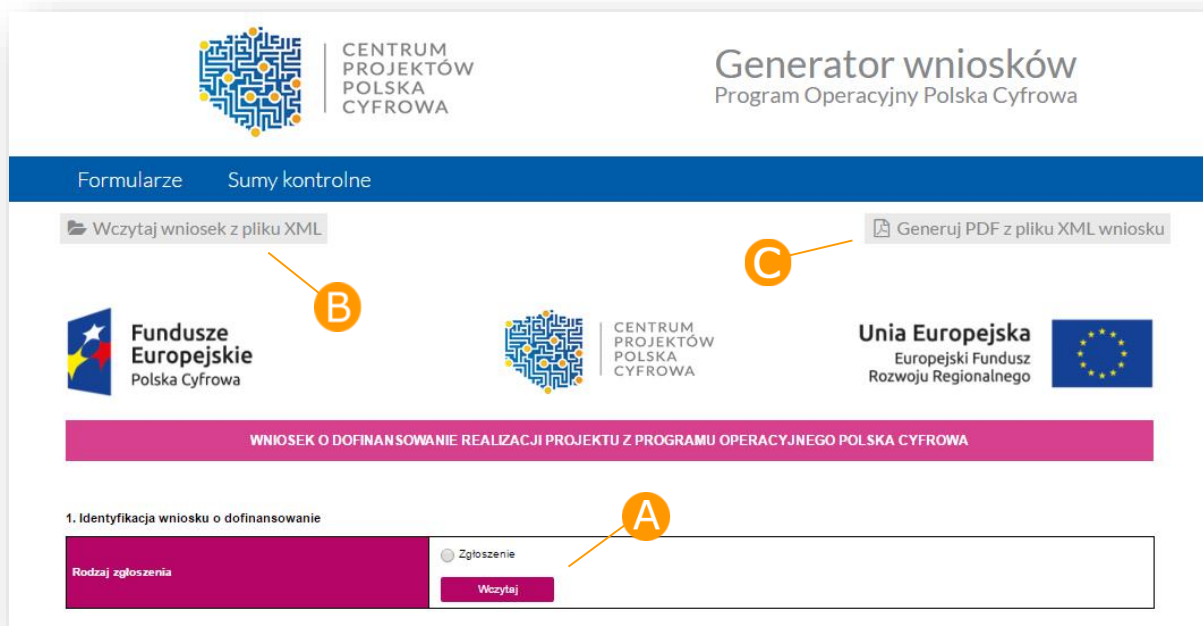 CENTRUM
PROJEKTÓW
POLSKA
CYFROWA
Generator wniosków
Program Operacyjny Polska Cyfrowa
Formularze Sumy kontrolne
Wczytaj wniosek z pliku XML
Generuj PDF z pliku XML wniosku
C
B
Fundusze
Europejskie
Polska Cyfrowa
CENTRUM
PROJEKTÓW
POLSKA
CYFROWA
Unia Europejska
Europejski Fundusz
Rozwoju Regionalnego
WNIOSEK O DOFINANSOWANIE REALIZACJI PROJEKTU Z PROGRAMU OPERACYJNEGO POLSKA CYFROWA
A
1. Identyfikacja wniosku o dofinansowanie
Rodzaj zgłoszenia
Zgłoszenie
Wczytaj